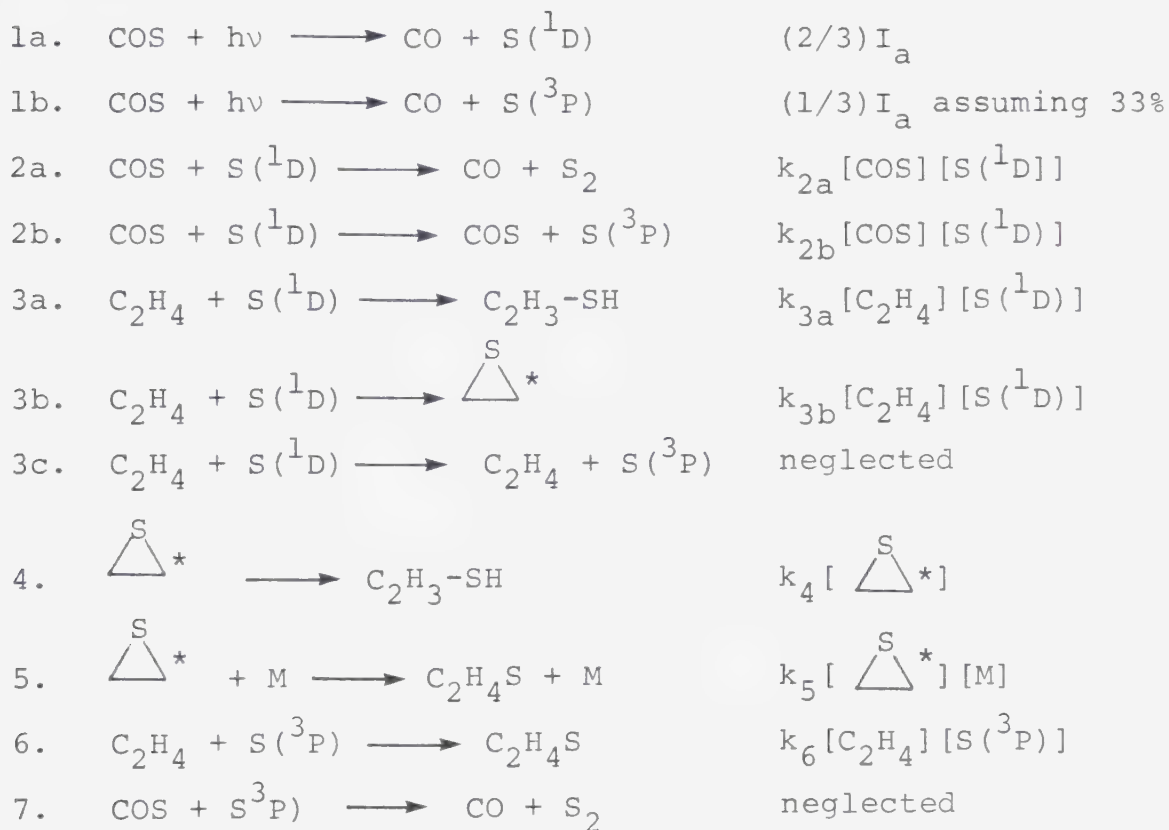 1a. COS + hν ⟶ CO + S(¹D) (2/3)Iₐ
1b. COS + hν ⟶ CO + S(³P) (1/3)Iₐ assuming 33%
2a. COS + S(¹D) ⟶ CO + S₂ k₂ₐ[COS][S(¹D]]
2b. COS + S(¹D) ⟶ COS + S(³P) k_2b[COS][S(¹D)]
3a. C₂H₄ + S(¹D) ⟶ C₂H₃-SH k₃ₐ[C₂H₄][S(¹D)]
S
3b. C₂H₄ + S(¹D) ⟶ * k_3b[C₂H₄][S(¹D)]
3c. C₂H₄ + S(¹D) ⟶ C₂H₄ + S(³P) neglected
S S
4. * ⟶ C₂H₃-SH k₄[ *]
S S
5. * + M ⟶ C₂H₄S + M k₅[ *][M]
6. C₂H₄ + S(³P) ⟶ C₂H₄S k₆[C₂H₄][S(³P)]
7. COS + S³P) ⟶ CO + S₂ neglected